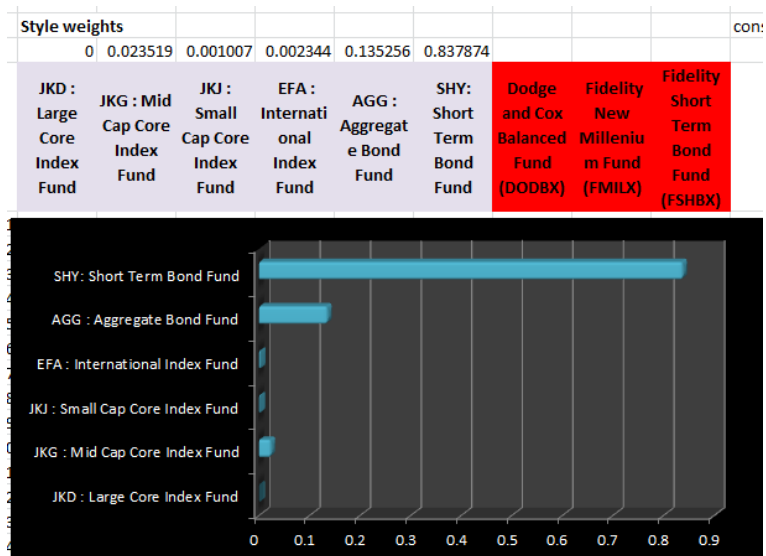 Style weights cons
0 0.023519 0.001007 0.002344 0.135256 0.837874
JKD :
Large
Core
Index
Fund
JKG : Mid
Cap Core
Index
Fund
JKJ :
Small
Cap Core
Index
Fund
EFA :
Internati
onal
Index
Fund
AGG :
Aggregat
e Bond
Fund
SHY:
Short
Term
Bond
Fund
Dodge
and Cox
Balanced
Fund
(DODBX)
Fidelity
New
Milleniu
m Fund
(FMILX)
Fidelity
Short
Term
Bond
Fund
(FSHBX)
SHY: Short Term Bond Fund
AGG : Aggregate Bond Fund
EFA : International Index Fund
JKJ : Small Cap Core Index Fund
JKG : Mid Cap Core Index Fund
JKD : Large Core Index Fund
0 0.1 0.2 0.3 0.4 0.5 0.6 0.7 0.8 0.9